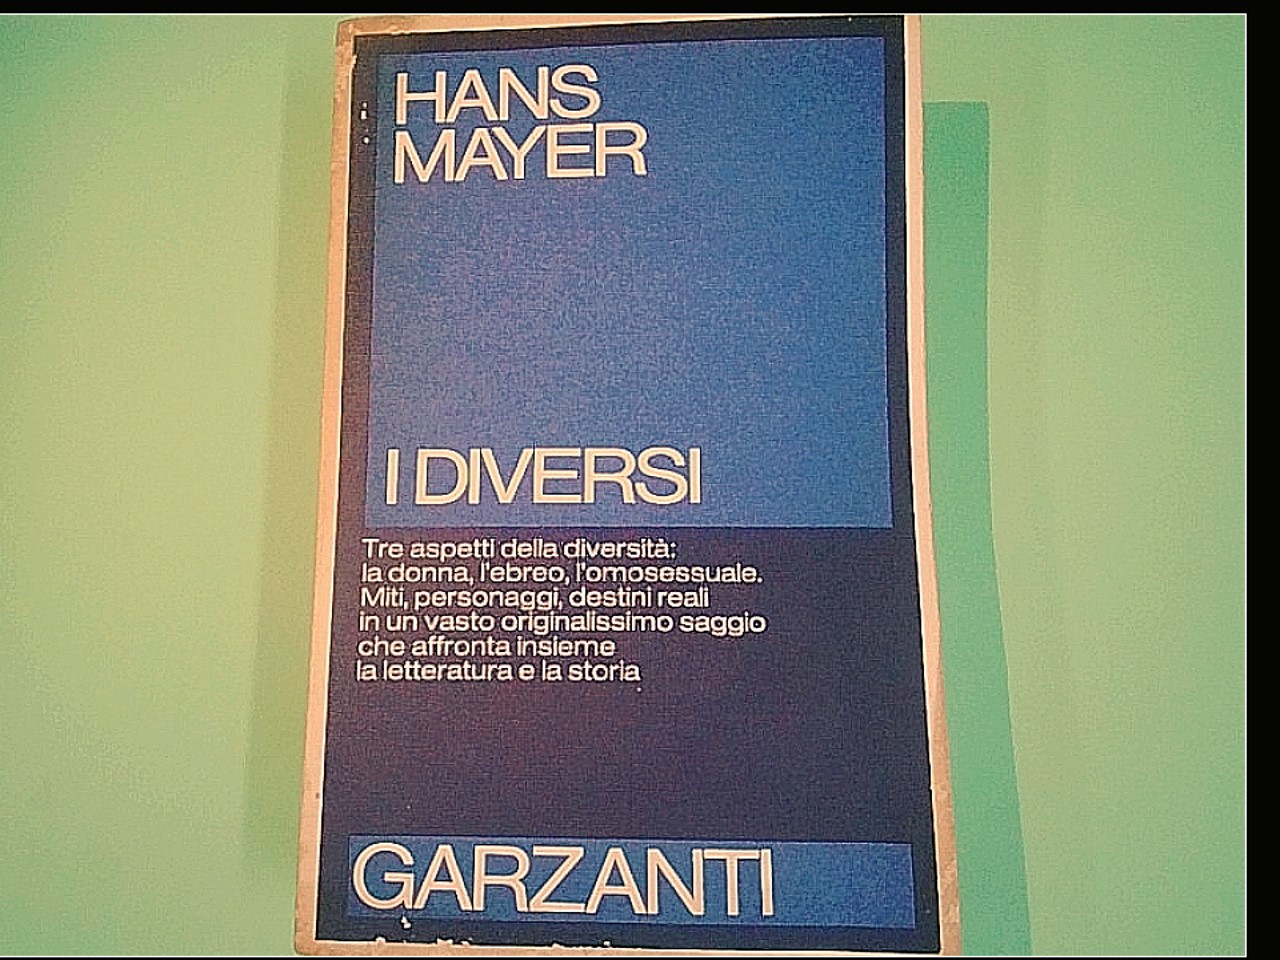 HANS
MAYER
I DIVERSI
Tre aspetti della diversità:
la donna, l'ebreo, l'omosessuale.
Miti, personaggi, destini reali
in un vasto originalissimo saggio
che affronta insieme
la letteratura e la storia
GARZANTI